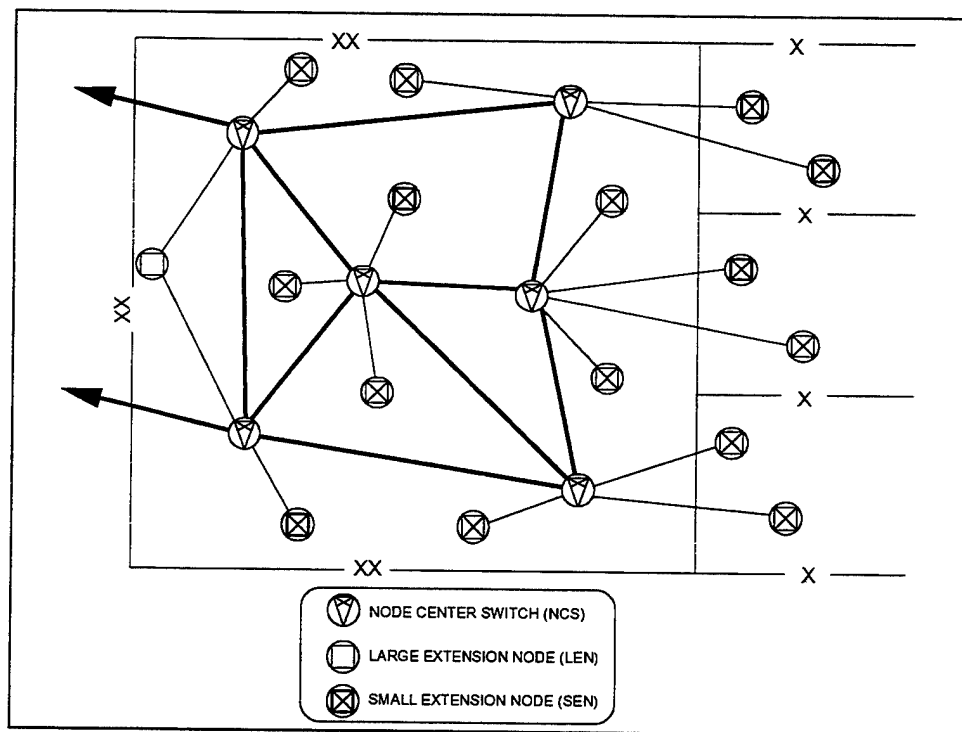 XX
X
X
XX
X
XX
X
NODE CENTER SWITCH (NCS)
LARGE EXTENSION NODE (LEN)
SMALL EXTENSION NODE (SEN)